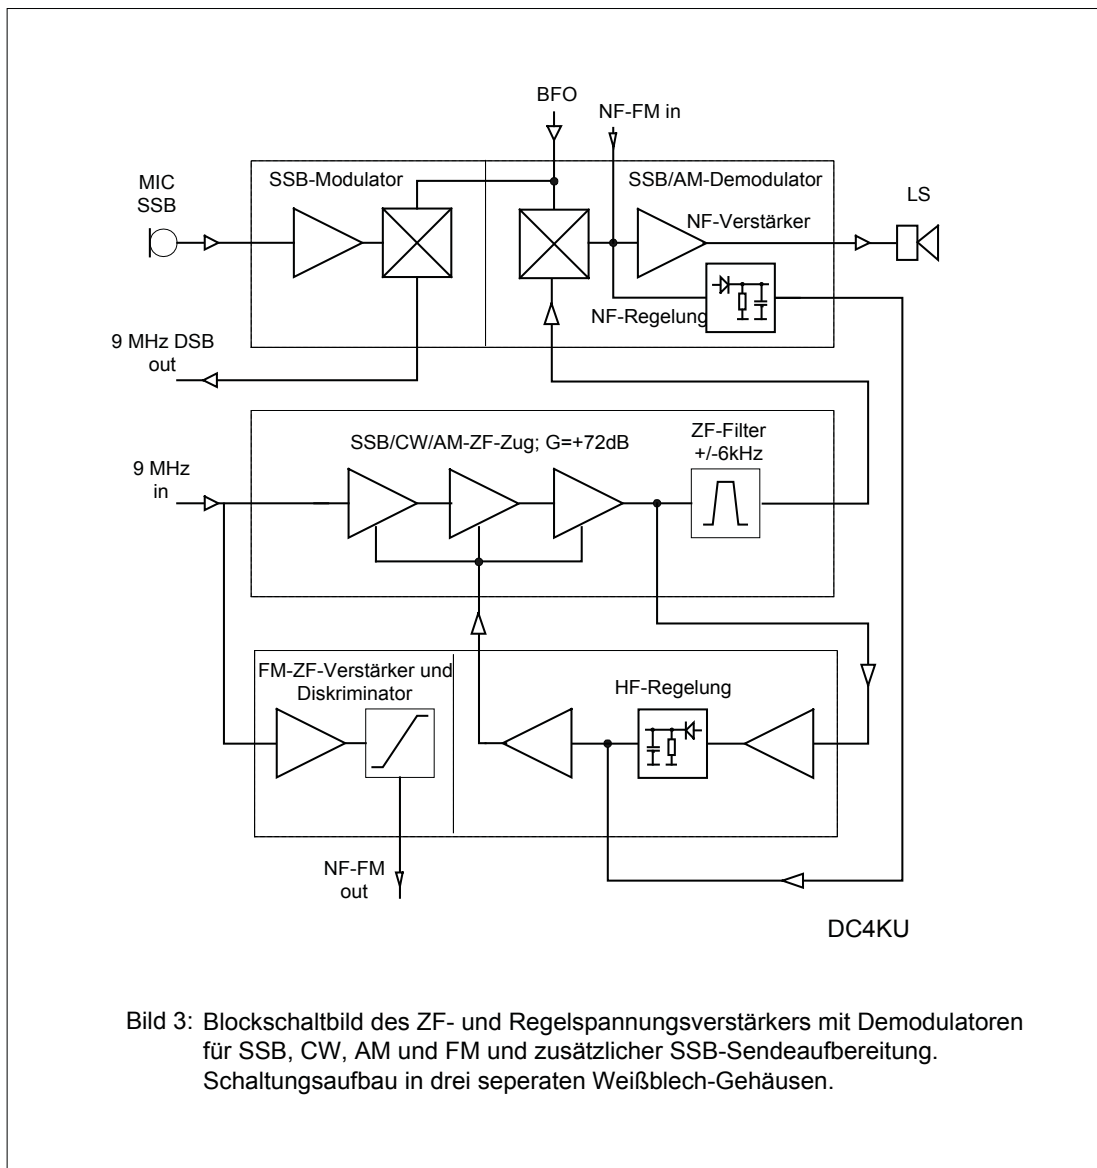 BFO
NF-FM in
SSB-Modulator
SSB/AM-Demodulator
MIC
SSB
LS
NF-Verstärker
NF-Regelung
9 MHz DSB
out
SSB/CW/AM-ZF-Zug; G=+72dB
ZF-Filter
+/-6kHz
9 MHz
in
FM-ZF-Verstärker und
Diskriminator
HF-Regelung
NF-FM
out
DC4KU
Bild 3: Blockschaltbild des ZF- und Regelspannungsverstärkers mit Demodulatoren
für SSB, CW, AM und FM und zusätzlicher SSB-Sendeaufbereitung.
Schaltungsaufbau in drei seperaten Weißblech-Gehäusen.